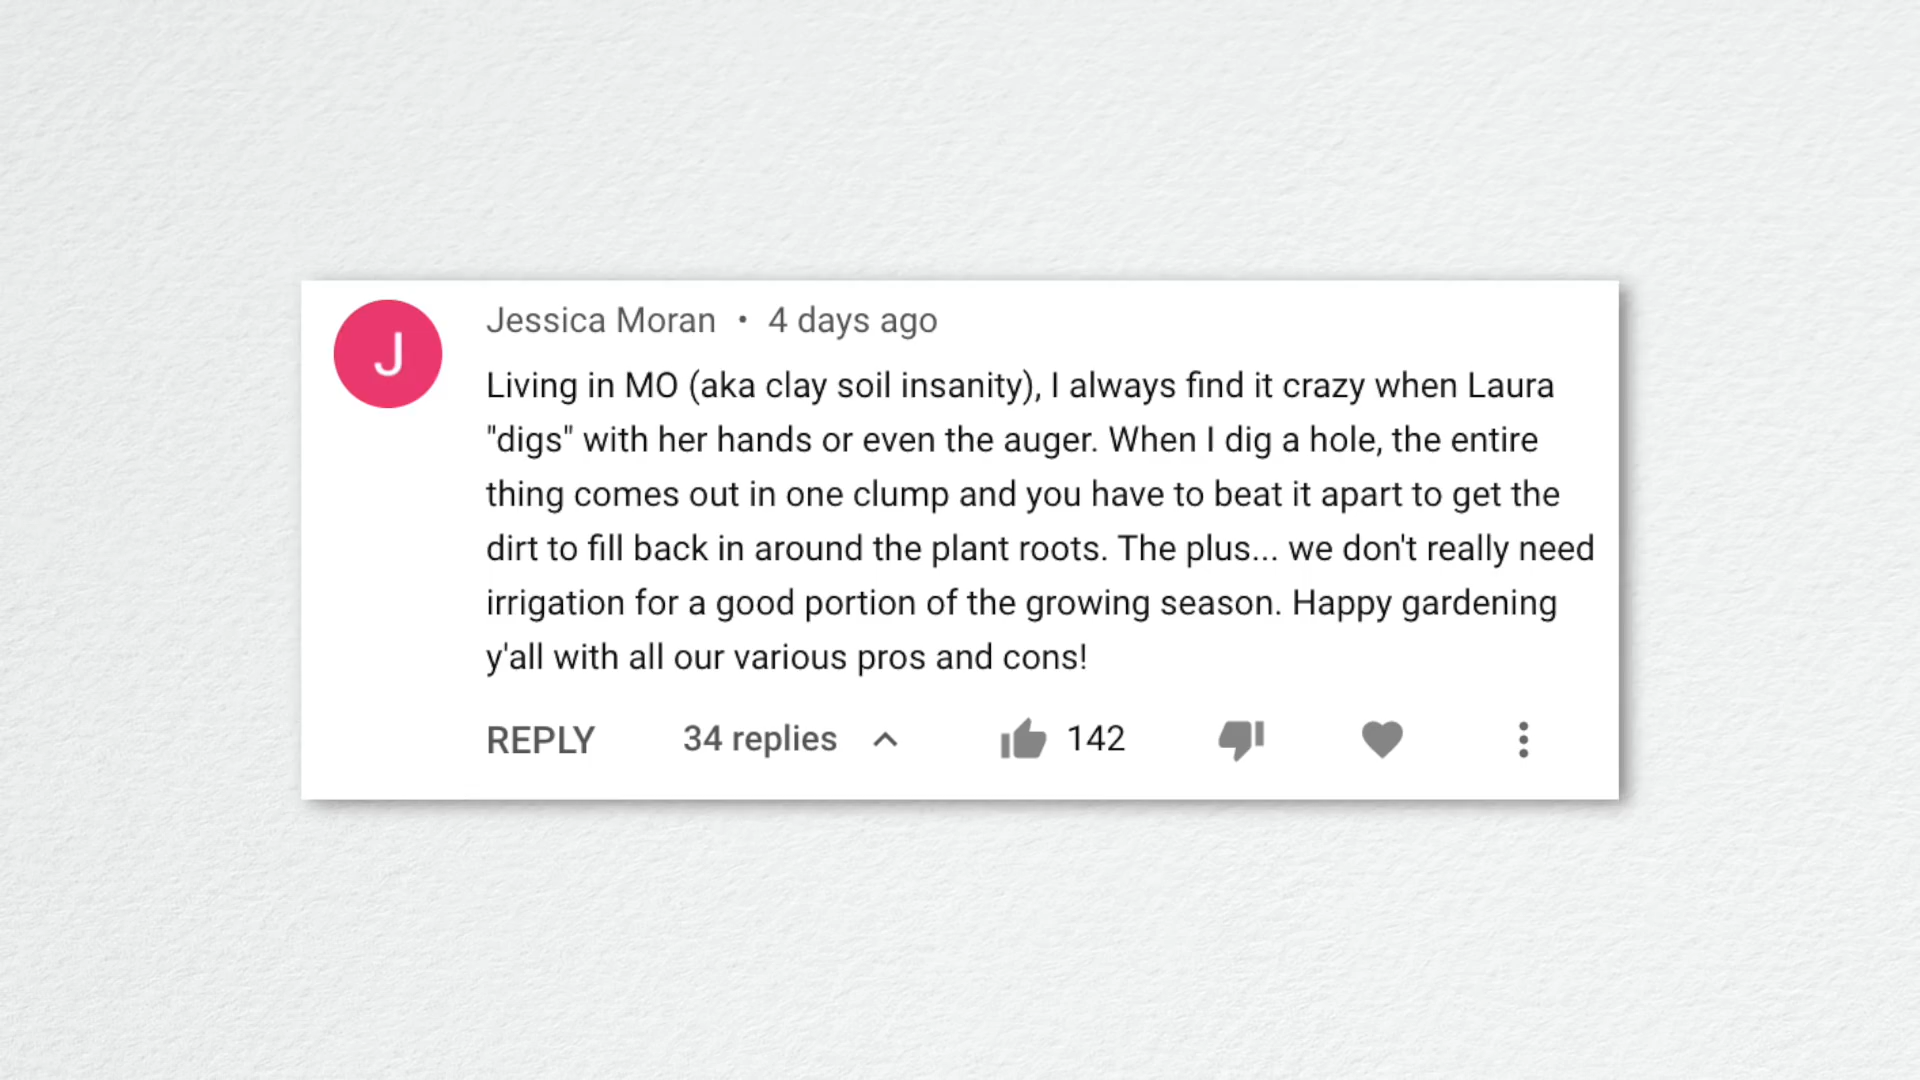 J
Jessica Moran • 4 days ago
Living in MO (aka clay soil insanity), I always find it crazy when Laura
"digs" with her hands or even the auger. When I dig a hole, the entire
thing comes out in one clump and you have to beat it apart to get the
dirt to fill back in around the plant roots. The plus... we don't really need
irrigation for a good portion of the growing season. Happy gardening
y'all with all our various pros and cons!
REPLY 34 replies 142